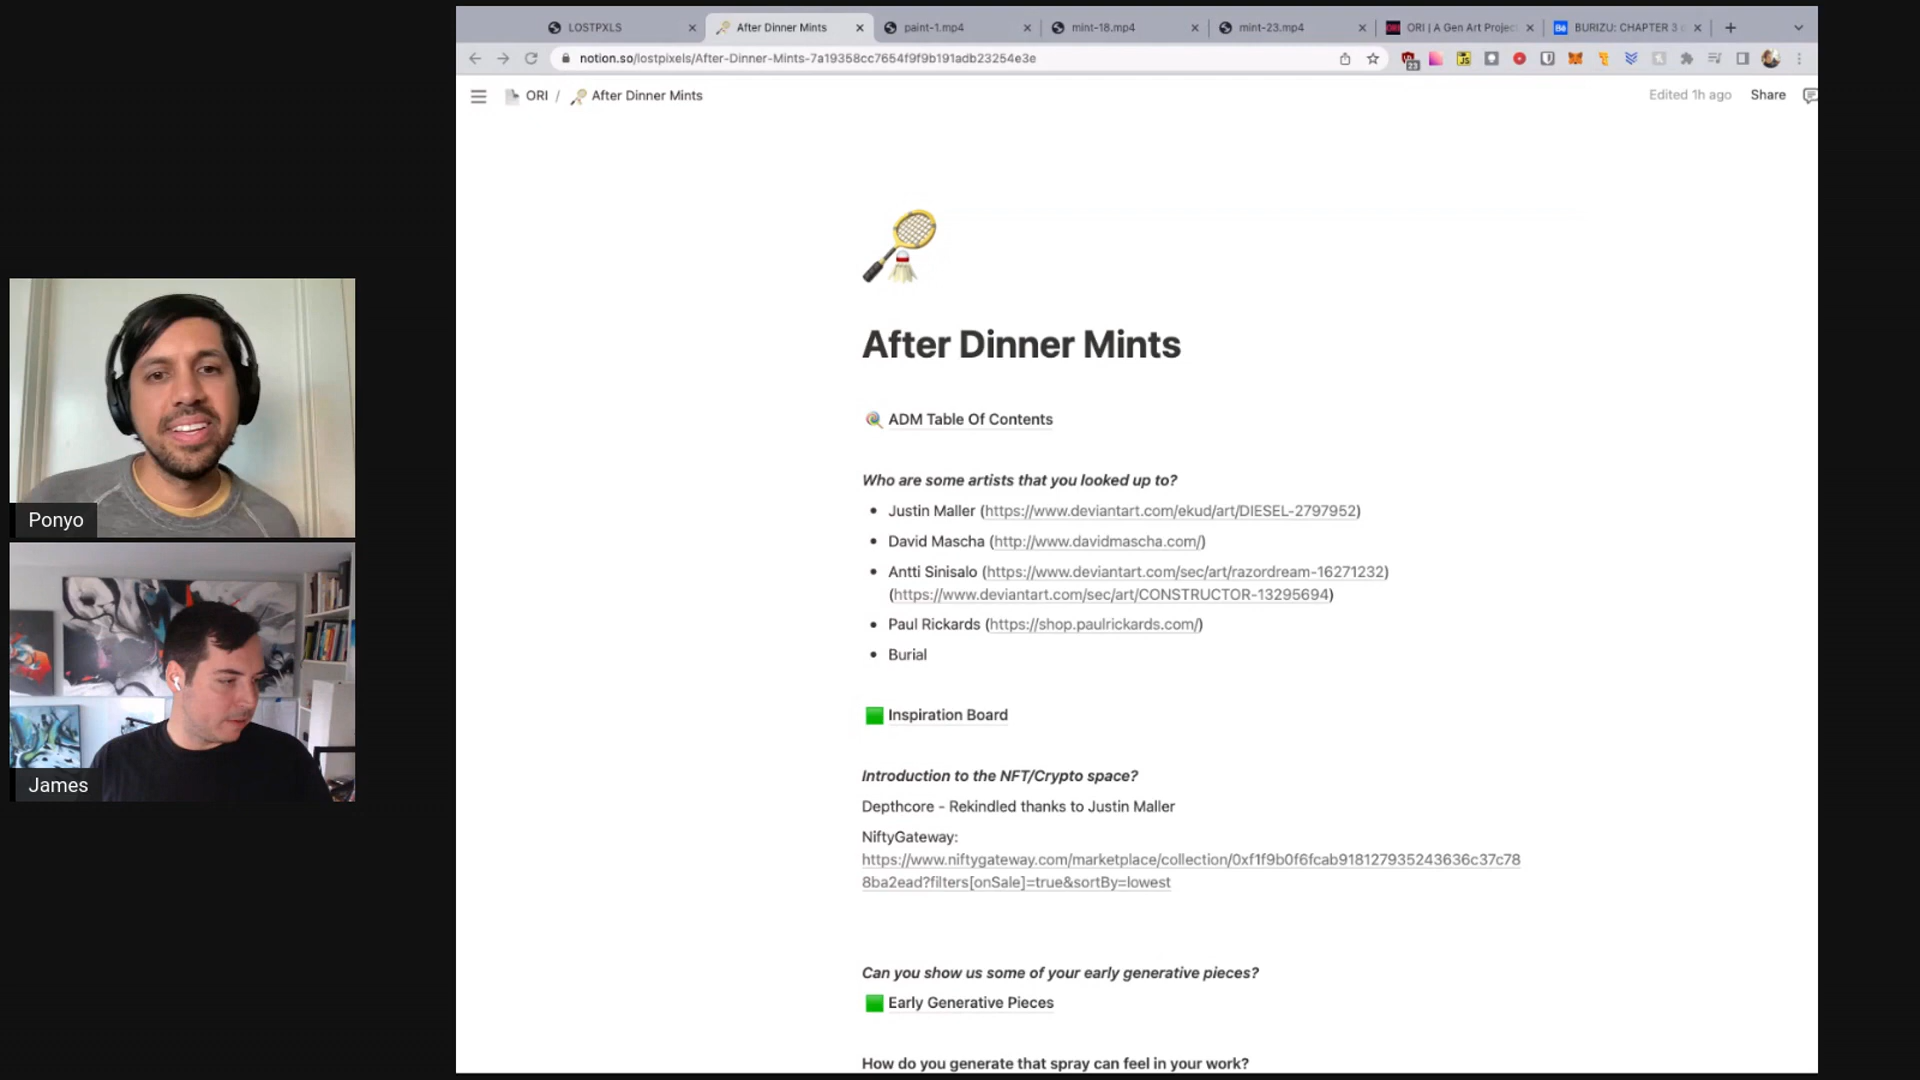 LOSTPXLS
After Dinner Mints
paint-1.mp4
mint-18.mp4
mint-23.mp4
ORI | A Gen Art Projec
BURIZU: CHAPTER 3
notion.so/lostpixels/After-Dinner-Mints-7a19358cc7654f9f9b191adb23254e3e
23
JS
ORI / After Dinner Mints
Edited 1h ago
Share
After Dinner Mints
ADM Table Of Contents
Who are some artists that you looked up to?
• Justin Maller (https://www.deviantart.com/ekud/art/DIESEL-2797952)
• David Mascha (http://www.davidmascha.com/)
• Antti Sinisalo (https://www.deviantart.com/sec/art/razordream-16271232)
(https://www.deviantart.com/sec/art/CONSTRUCTOR-13295694)
• Paul Rickards (https://shop.paulrickards.com/)
• Burial
Inspiration Board
Introduction to the NFT/Crypto space?
Depthcore - Rekindled thanks to Justin Maller
NiftyGateway:
https://www.niftygateway.com/marketplace/collection/0xf1f9b0f6fcab918127935243636c37c78
8ba2ead?filters[onSale]=true&sortBy=lowest
Can you show us some of your early generative pieces?
Early Generative Pieces
How do you generate that spray can feel in your work?
Ponyo
James